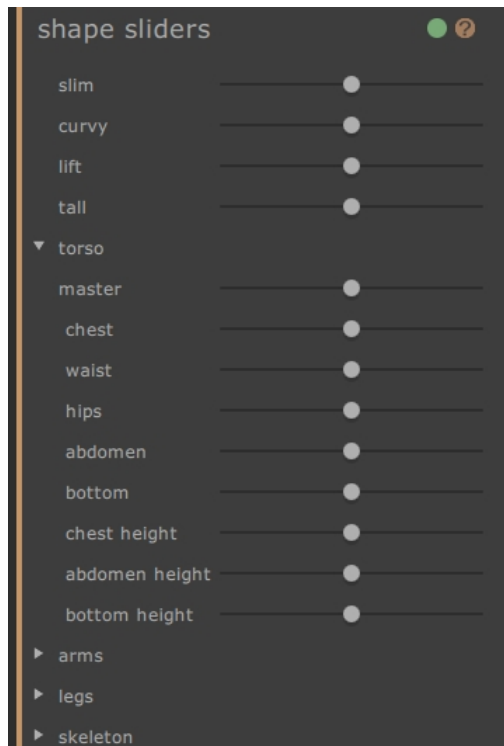 shape sliders ?
slim
curvy
lift
tall
torso
master
chest
waist
hips
abdomen
bottom
chest height
abdomen height
bottom height
arms
legs
skeleton